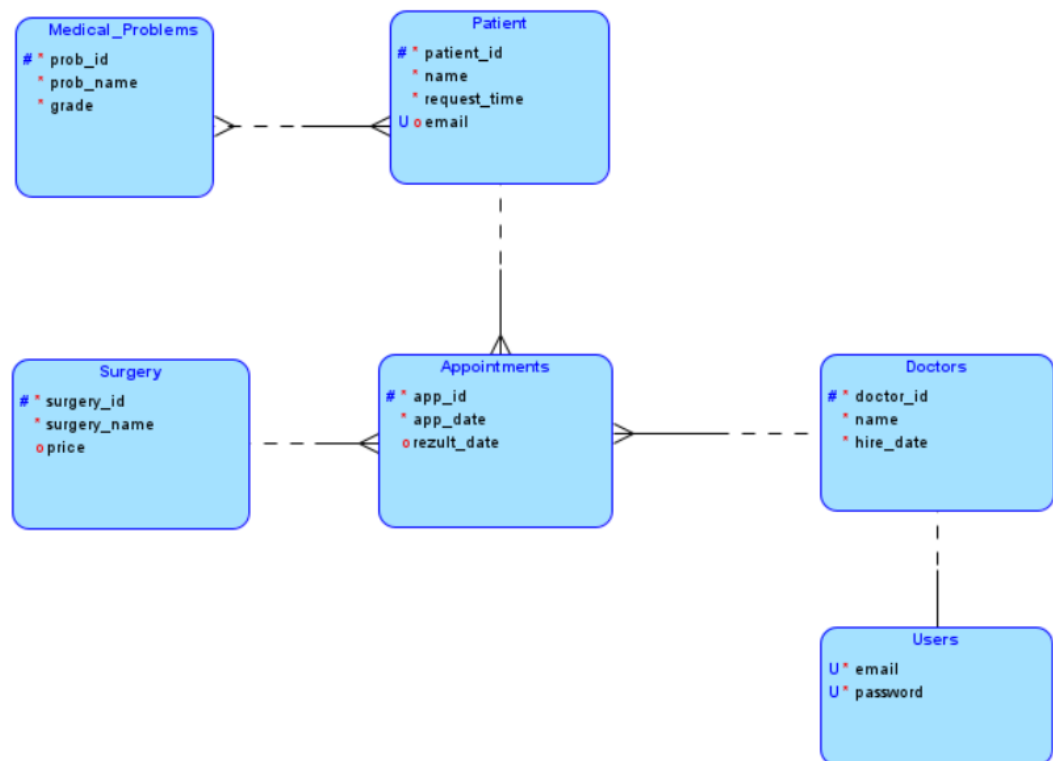 Medical_Problems
# * prob_id
* prob_name
* grade
Patient
# * patient_id
* name
* request_time
U o email
Surgery
# * surgery_id
* surgery_name
o price
Appointments
# * app_id
* app_date
o rezult_date
Doctors
# * doctor_id
* name
* hire_date
Users
U * email
U * password